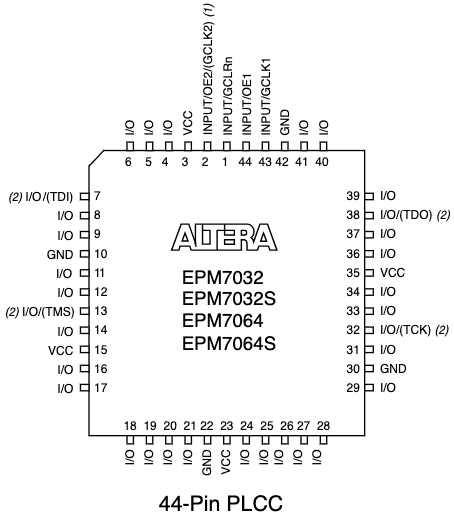 I/O
I/O
I/O
VCC
INPUT/OE2/(GCLK2) (1)
INPUT/GCLRn
INPUT/OE1
INPUT/GCLK1
GND
I/O
I/O
6 5 4 3 2 1 44 43 42 41 40
(2) I/O/(TDI) 7
I/O 8
I/O 9
GND 10
I/O 11
I/O 12
(2) I/O/(TMS) 13
I/O 14
VCC 15
I/O 16
I/O 17
ALTERA
EPM7032
EPM7032S
EPM7064
EPM7064S
39 I/O
38 I/O/(TDO) (2)
37 I/O
36 I/O
35 VCC
34 I/O
33 I/O
32 I/O/(TCK) (2)
31 I/O
30 GND
29 I/O
18 19 20 21 22 23 24 25 26 27 28
I/O
I/O
I/O
I/O
GND
VCC
I/O
I/O
I/O
I/O
I/O
44-Pin PLCC